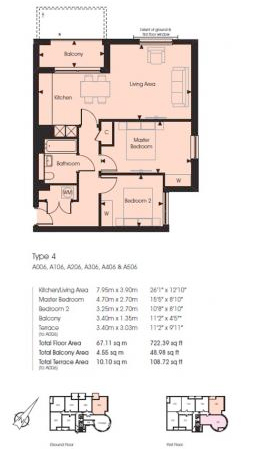 Extent of ground &
first floor windows
Balcony
Living Area
Kitchen
C
Master
Bedroom
W
Bathroom
WM
Bedroom 2
W
Type 4
A006, A106, A206, A306, A406 & A506
Kitchen/Living Area 7.95m x 3.90m 26'1" x 12'10"
Master Bedroom 4.70m x 2.70m 15'5" x 8'10"
Bedroom 2 3.25m x 2.70m 10'8" x 8'10"
Balcony 3.40m x 1.35m 11'2" x 4'5"
Terrace 3.40m x 3.03m 11'2" x 9'11"
(to A006)
Total Floor Area 67.11 sq m 722.39 sq ft
Total Balcony Area 4.55 sq m 48.98 sq ft
Total Terrace Area 10.10 sq m 108.72 sq ft
(to A006)
Ground Floor
First Floor